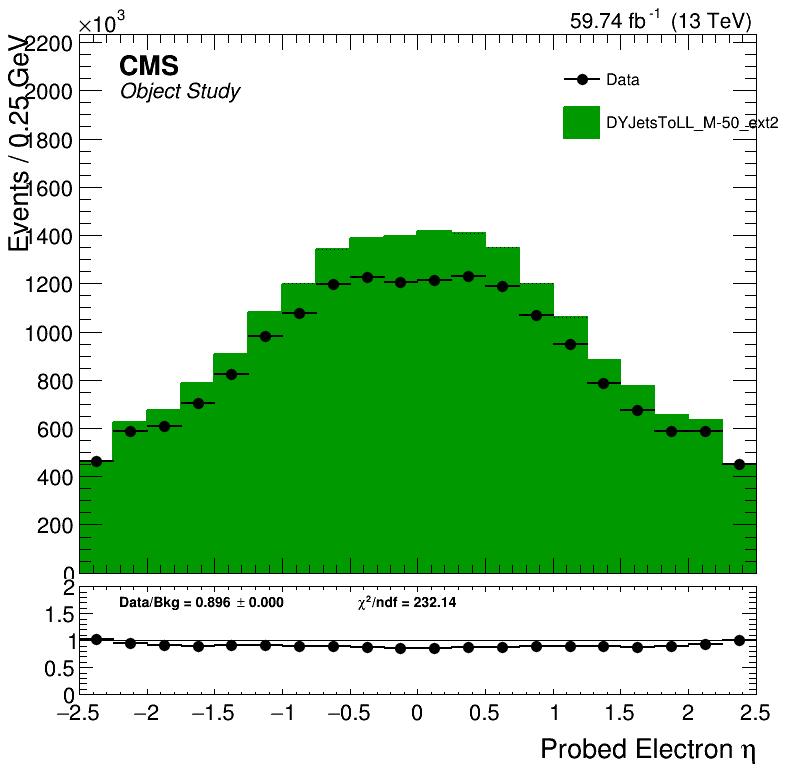 ×10³
59.74 fb⁻¹ (13 TeV)
CMS
Object Study
Data
DYJetsToLL_M-50_ext2
Events / 0.25 GeV
2200
2000
1800
1600
1400
1200
1000
800
600
400
200
0
Data/Bkg = 0.896 ± 0.000
χ²/ndf = 232.14
2
1.5
1
0.5
0
−2.5 −2 −1.5 −1 −0.5 0 0.5 1 1.5 2 2.5
Probed Electron η